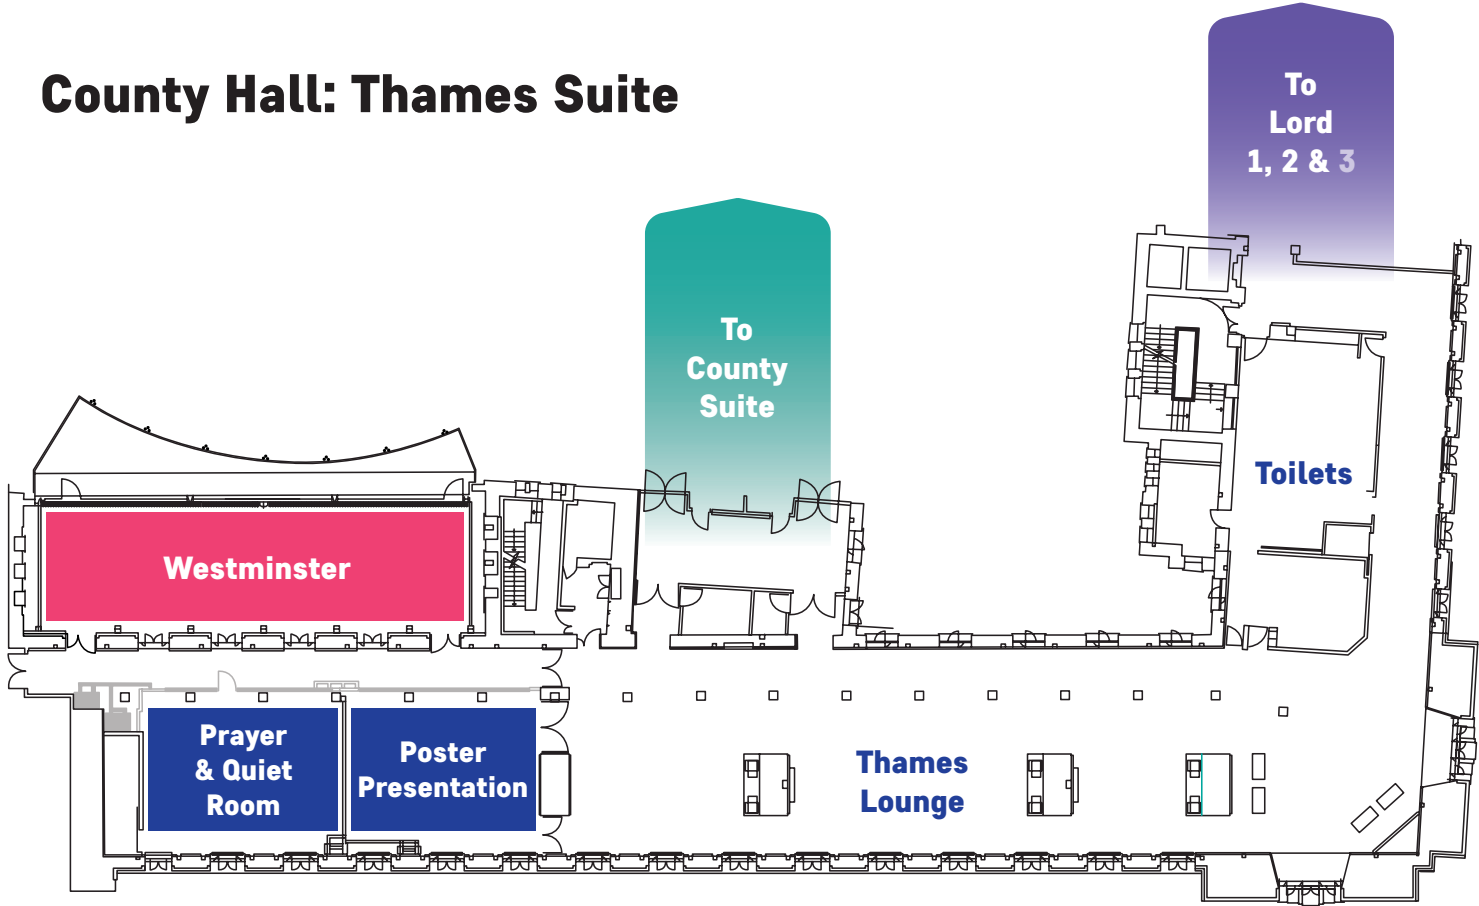 County Hall: Thames Suite
To
Lord
1, 2 & 3
To
County
Suite
Toilets
Westminster
Prayer
& Quiet
Room
Poster
Presentation
Thames
Lounge